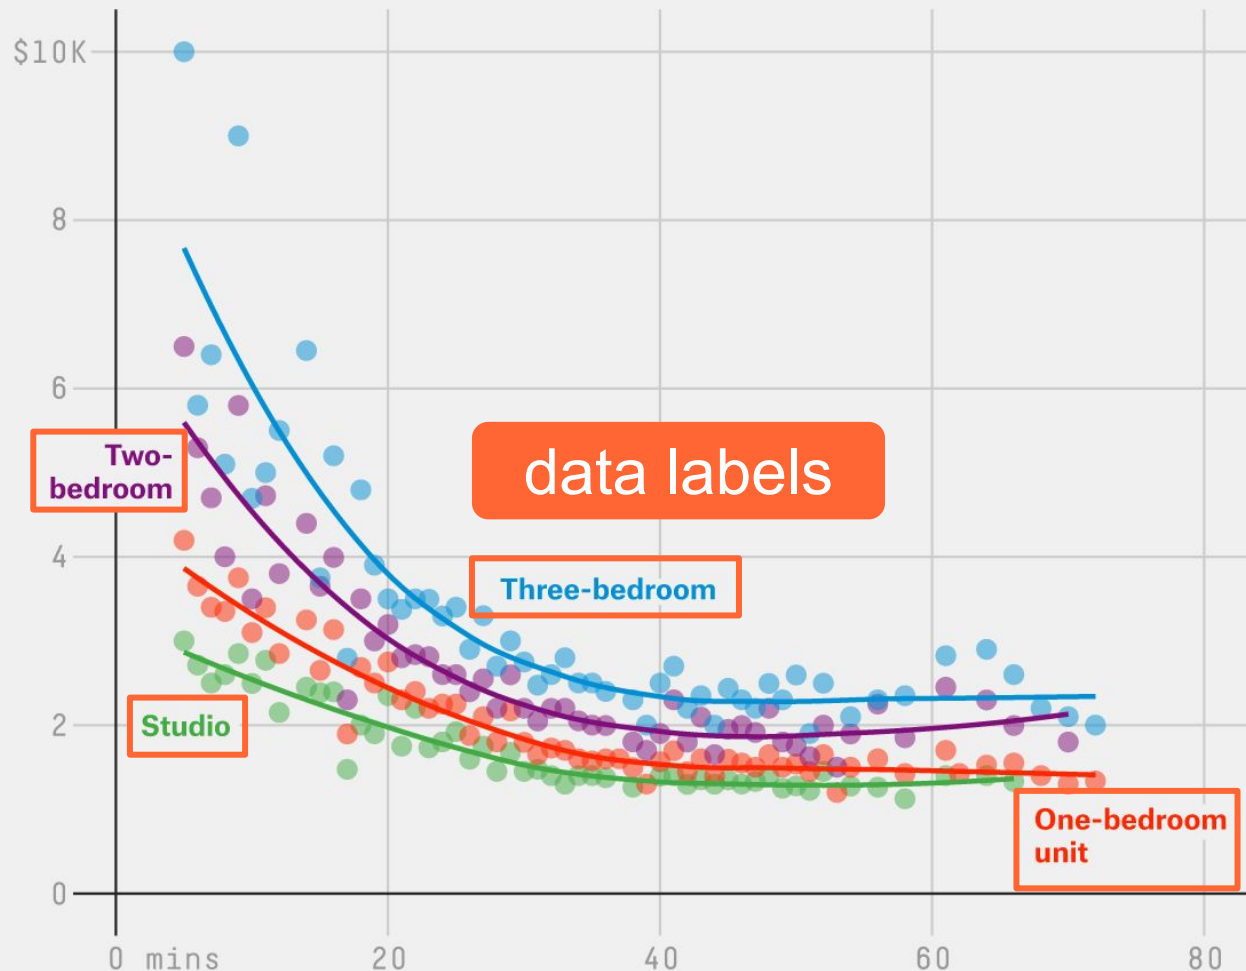 $10K
8
6
Two-
bedroom
data labels
4
Three-bedroom
Studio
2
One-bedroom
unit
0
0 mins
20
40
60
80